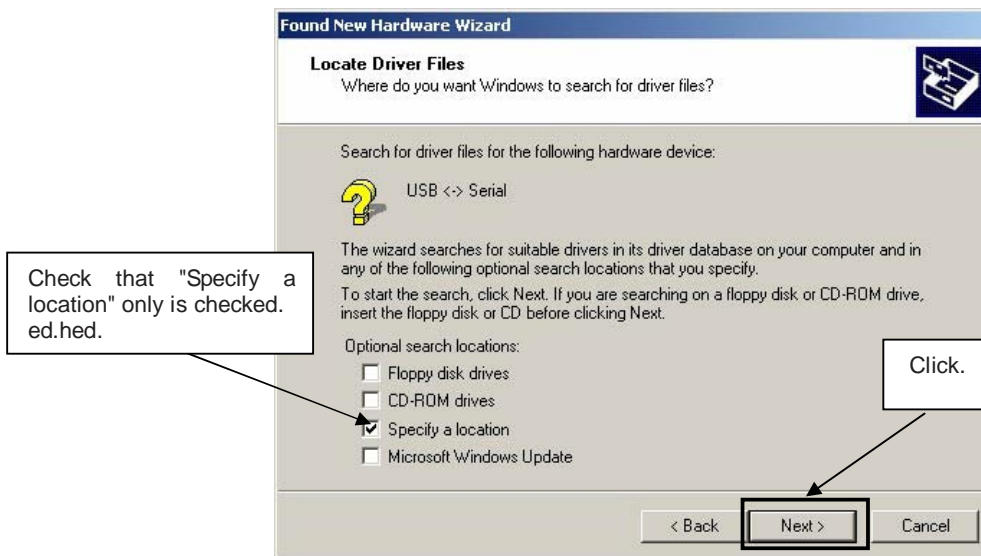 Found New Hardware Wizard
Locate Driver Files
Where do you want Windows to search for driver files?
Search for driver files for the following hardware device:
USB <-> Serial
The wizard searches for suitable drivers in its driver database on your computer and in
any of the following optional search locations that you specify.
To start the search, click Next. If you are searching on a floppy disk or CD-ROM drive,
insert the floppy disk or CD before clicking Next.
Check that "Specify a
location" only is checked.
ed.hed.
Optional search locations:
Floppy disk drives
CD-ROM drives
Specify a location
Microsoft Windows Update
Click.
< Back Next > Cancel